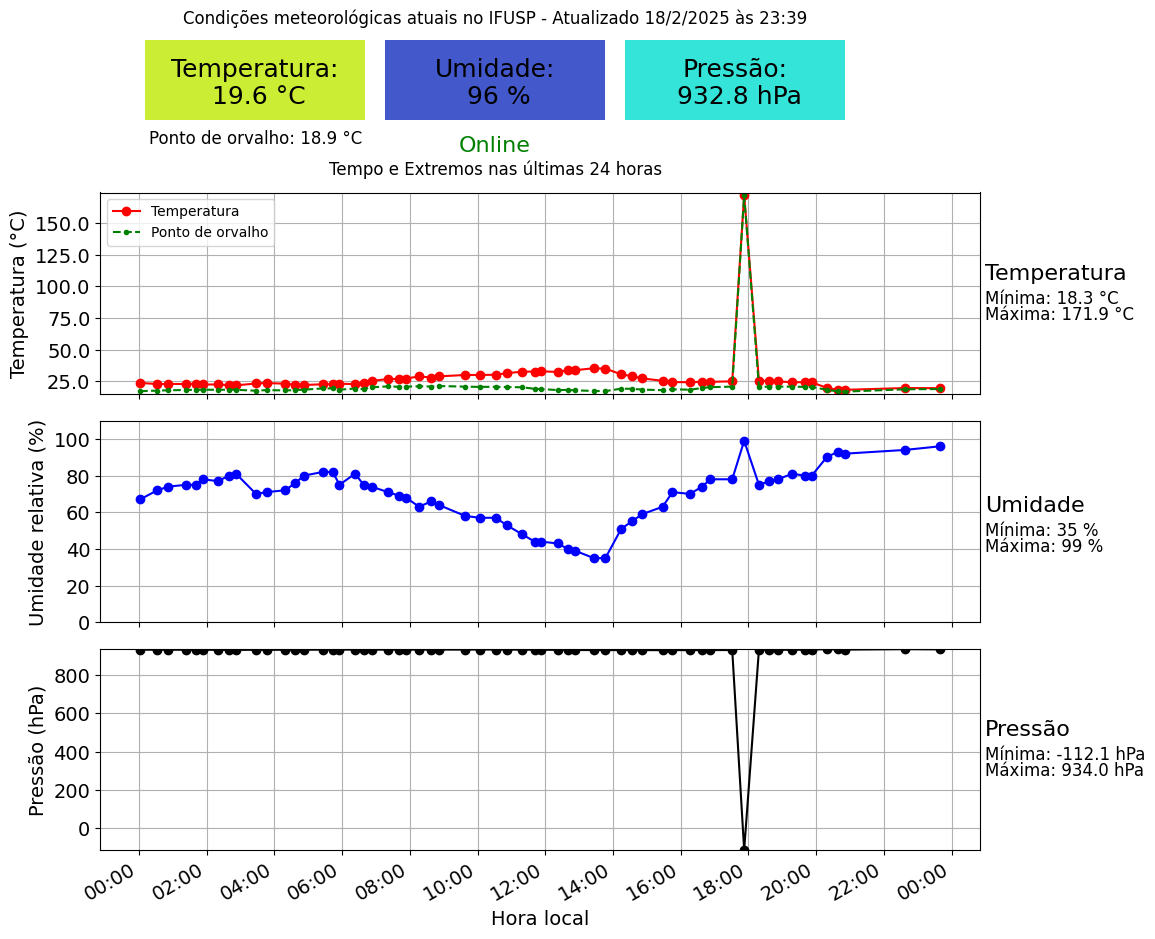 Condições meteorológicas atuais no IFUSP - Atualizado 18/2/2025 às 23:39
Temperatura:
19.6 °C
Umidade:
96 %
Pressão:
932.8 hPa
Ponto de orvalho: 18.9 °C
Online
Tempo e Extremos nas últimas 24 horas
Temperatura (°C)
150.0
125.0
100.0
75.0
50.0
25.0
Temperatura
Ponto de orvalho
Temperatura
Mínima: 18.3 °C
Máxima: 171.9 °C
Umidade relativa (%)
100
80
60
40
20
0
Umidade
Mínima: 35 %
Máxima: 99 %
Pressão (hPa)
800
600
400
200
0
Pressão
Mínima: -112.1 hPa
Máxima: 934.0 hPa
00:00 02:00 04:00 06:00 08:00 10:00 12:00 14:00 16:00 18:00 20:00 22:00 00:00
Hora local